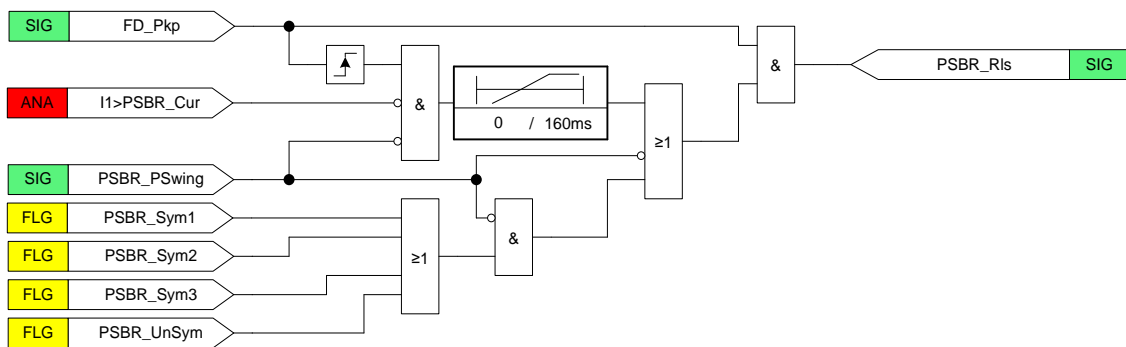 SIG FD_Pkp
&
PSBR_Rls SIG
ANA I1>PSBR_Cur
&
0 / 160ms
≥1
SIG PSBR_PSwing
FLG PSBR_Sym1
&
FLG PSBR_Sym2
≥1
FLG PSBR_Sym3
FLG PSBR_UnSym